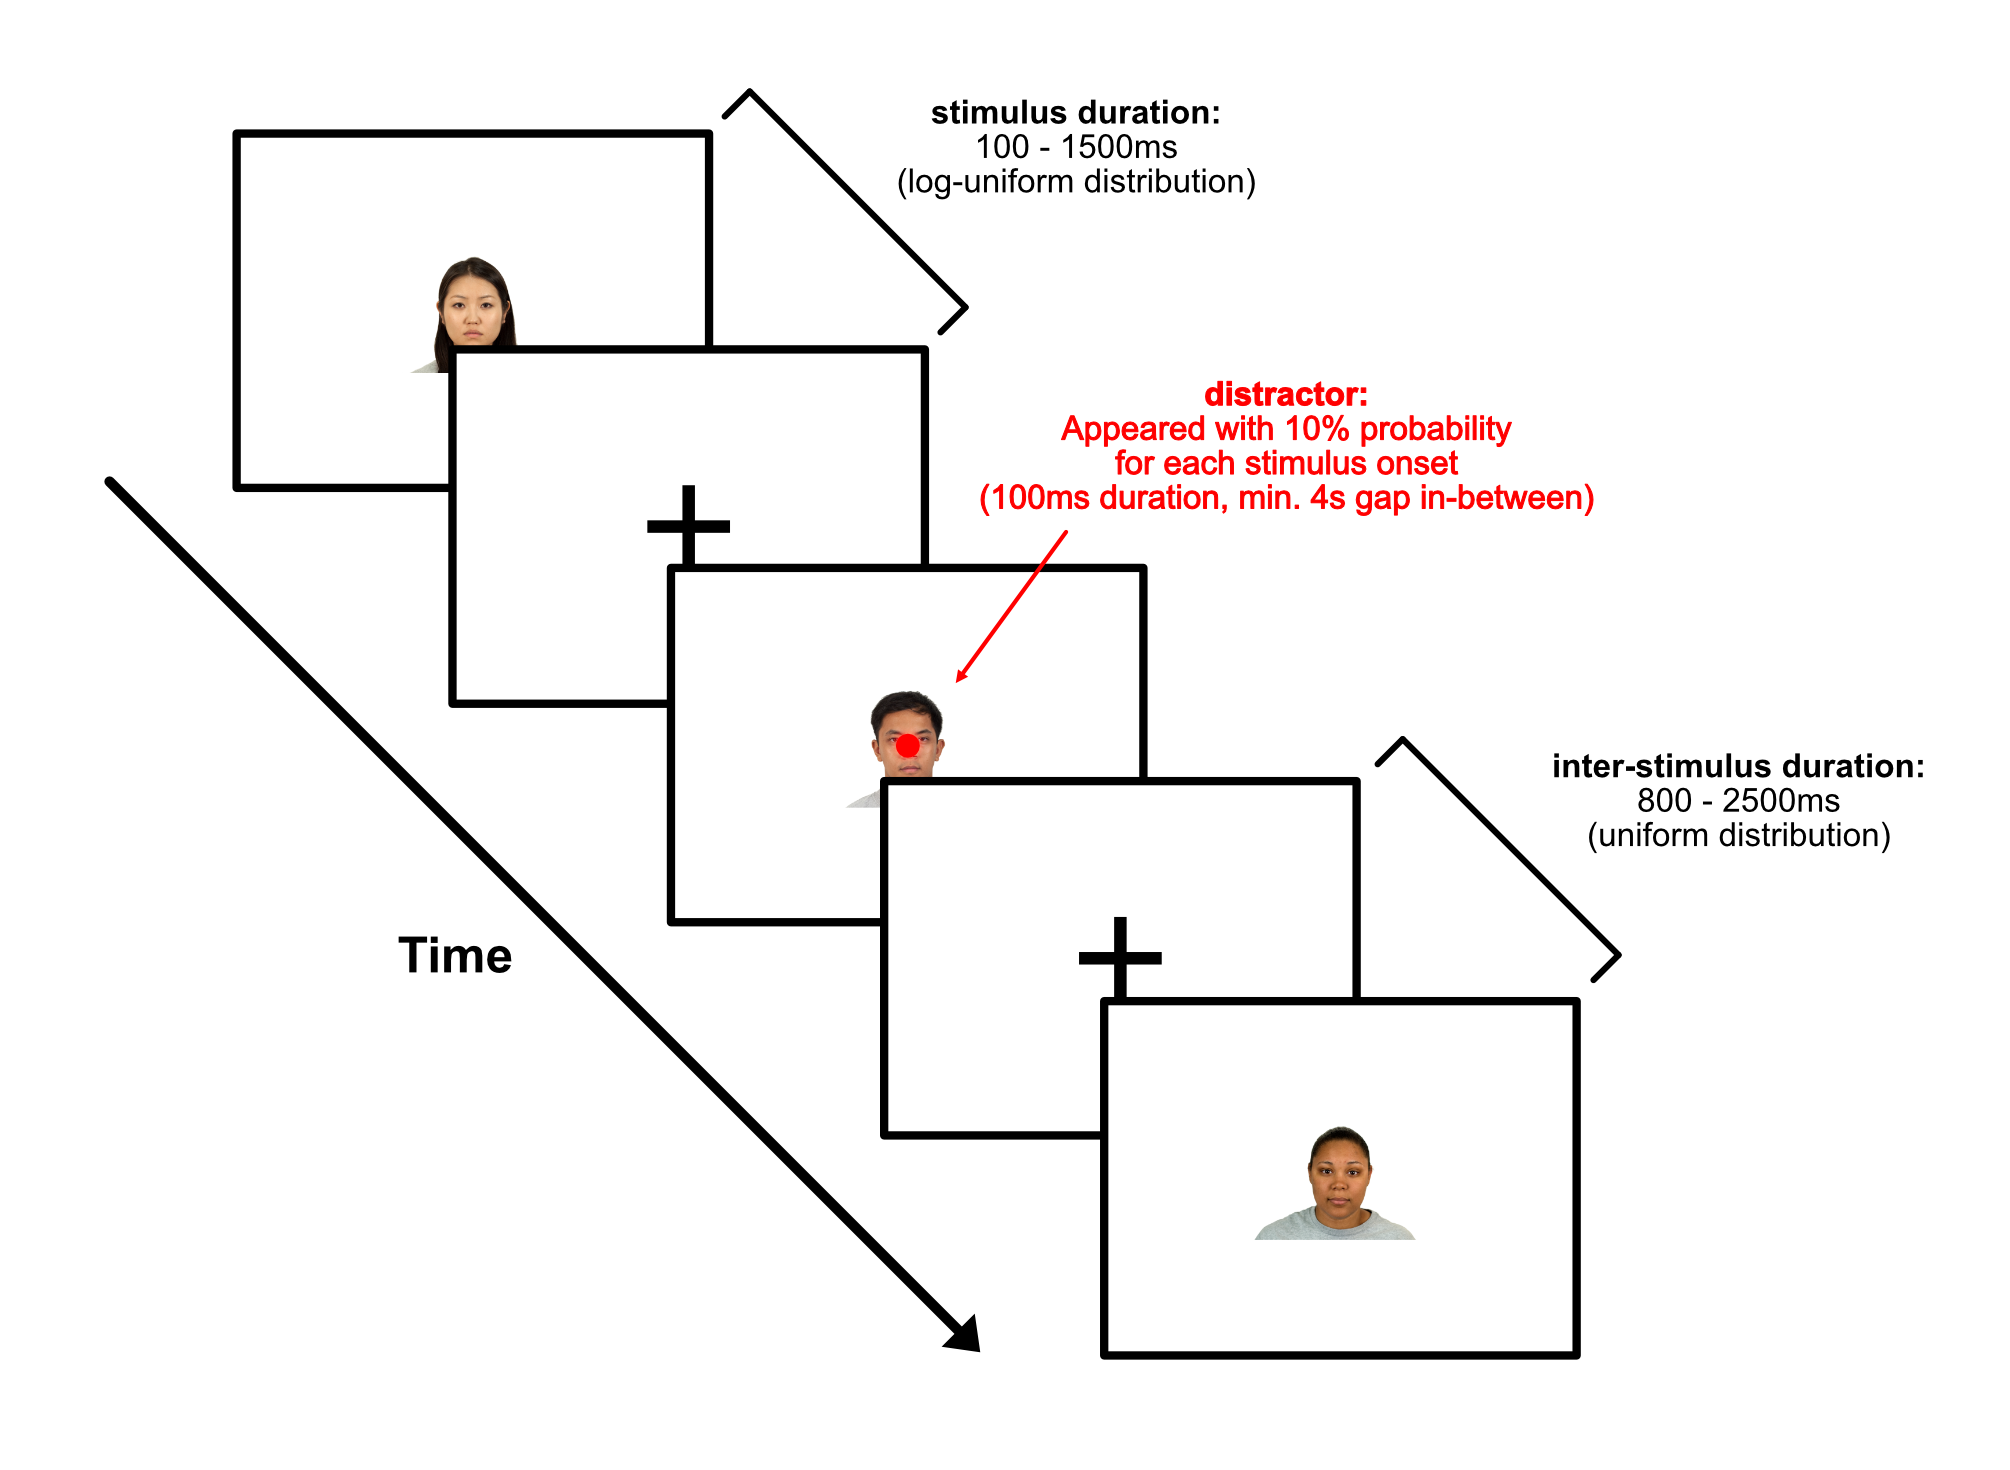 stimulus duration:
100 - 1500ms
(log-uniform distribution)
distractor:
Appeared with 10% probability
for each stimulus onset
(100ms duration, min. 4s gap in-between)
inter-stimulus duration:
800 - 2500ms
(uniform distribution)
Time